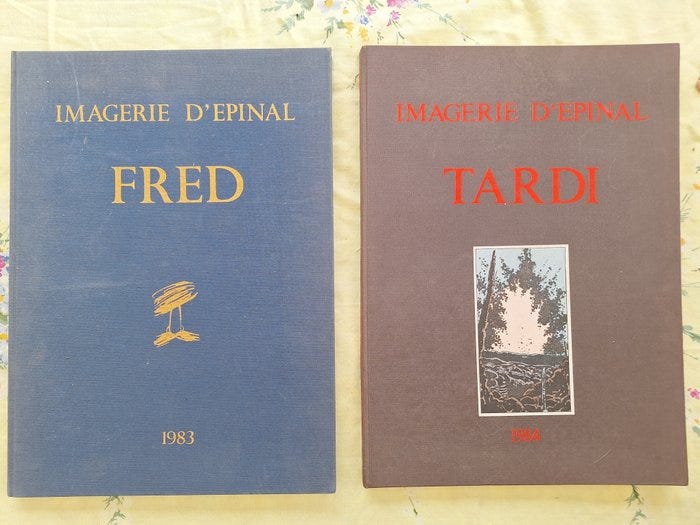 IMAGERIE D'EPINAL
FRED
1983
IMAGERIE D'EPINAL
TARDI
1984